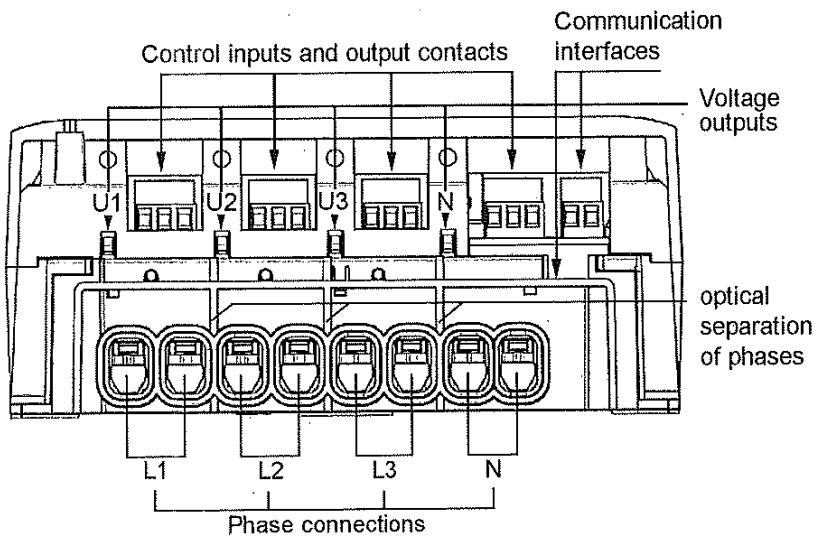 Communication
interfaces
Control inputs and output contacts
Voltage
outputs
U1 U2 U3 N
optical
separation
of phases
L1 L2 L3 N
Phase connections